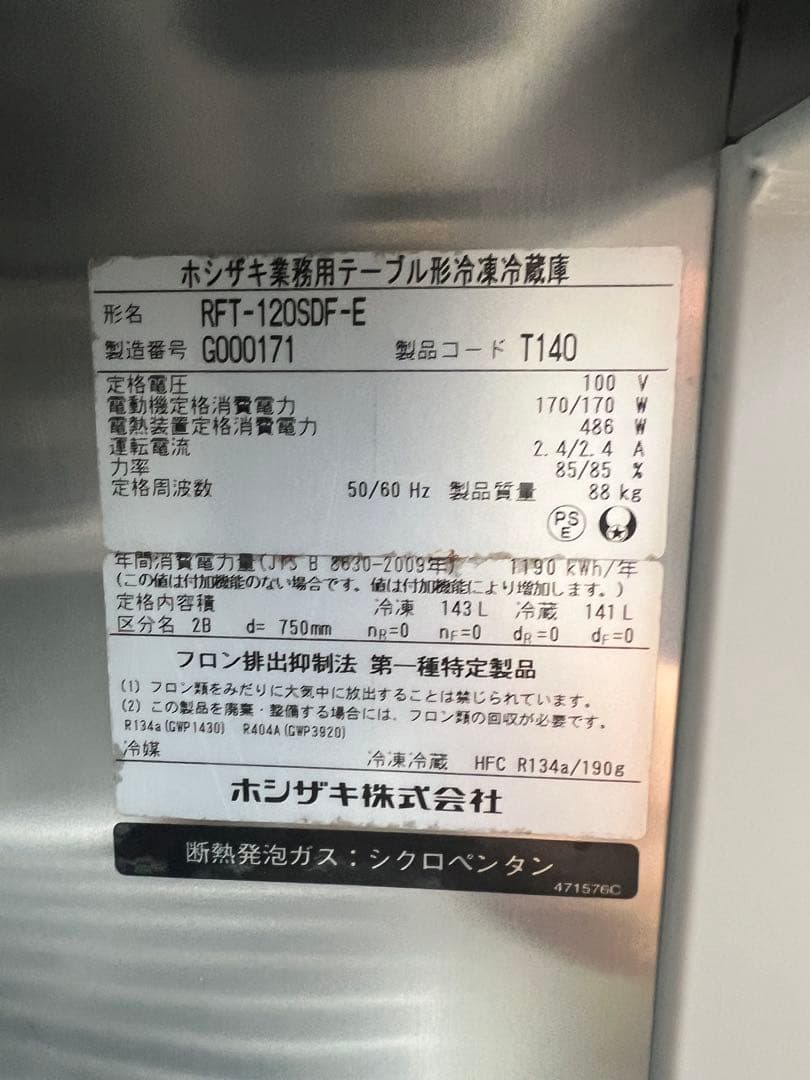 ホシザキ業務用テーブル形冷凍冷蔵庫
形名 RFT-120SDF-E
製造番号 G000171 製品コード T140
定格電圧 100 V
電動機定格消費電力 170/170 W
電熱装置定格消費電力 486 W
運転電流 2.4/2.4 A
力率 85/85 %
定格周波数 50/60 Hz 製品質量 88 kg
PS
E
年間消費電力量(JIS B 8630-2009年) 1190 kWh/年
(この値は付加機能のない場合です。値は付加機能により増加します。)
定格内容積 冷凍 143 L 冷蔵 141 L
区分名 2B d= 750mm nR=0 nF=0 dR=0 dF=0
フロン排出抑制法 第一種特定製品
(1) フロン類をみだりに大気中に放出することは禁じられています。
(2) この製品を廃棄・整備する場合には、フロン類の回収が必要です。
R134a(GWP1430) R404A(GWP3920)
冷媒 冷凍冷蔵 HFC R134a/190g
ホシザキ株式会社
断熱発泡ガス：シクロペンタン
471576C